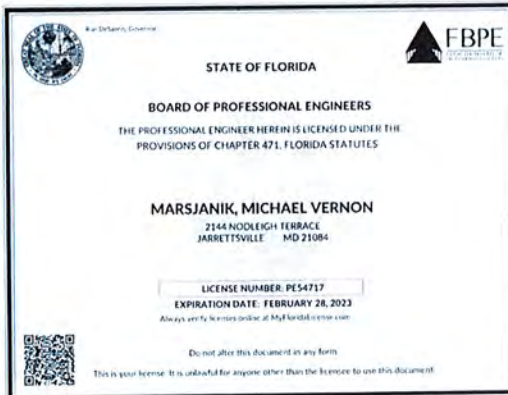 Ron DeSantis, Governor
FBPE
STATE OF FLORIDA
BOARD OF PROFESSIONAL ENGINEERS
THE PROFESSIONAL ENGINEER HEREIN IS LICENSED UNDER THE
PROVISIONS OF CHAPTER 471, FLORIDA STATUTES
MARSJANIK, MICHAEL VERNON
2144 NODLEIGH TERRACE
JARRETTSVILLE MD 21084
LICENSE NUMBER: PE54717
EXPIRATION DATE: FEBRUARY 28, 2023
Always verify licenses online at MyFloridaLicense.com
Do not alter this document in any form.
This is your license. It is unlawful for anyone other than the licensee to use this document.